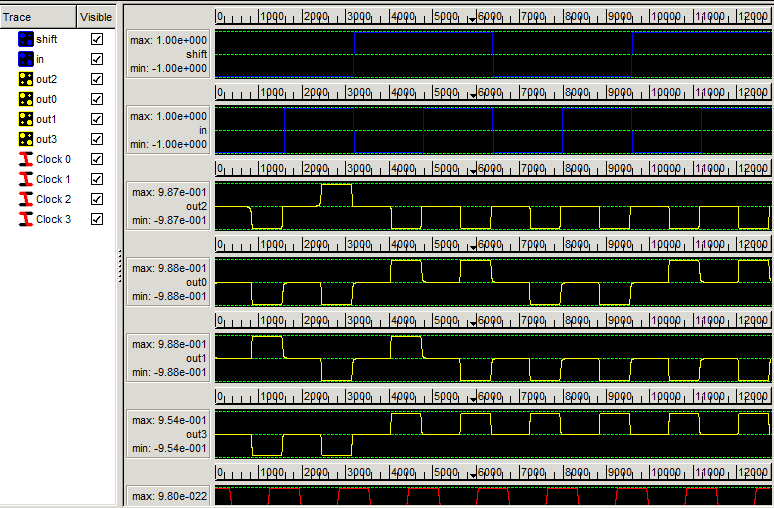 Trace Visible
shift
in
out2
out0
out1
out3
Clock 0
Clock 1
Clock 2
Clock 3
0 1000 2000 3000 4000 5000 6000 7000 8000 9000 10000 11000 12000
max: 1.00e+000
shift
min: -1.00e+000
0 1000 2000 3000 4000 5000 6000 7000 8000 9000 10000 11000 12000
max: 1.00e+000
in
min: -1.00e+000
0 1000 2000 3000 4000 5000 6000 7000 8000 9000 10000 11000 12000
max: 9.87e-001
out2
min: -9.87e-001
0 1000 2000 3000 4000 5000 6000 7000 8000 9000 10000 11000 12000
max: 9.88e-001
out0
min: -9.88e-001
0 1000 2000 3000 4000 5000 6000 7000 8000 9000 10000 11000 12000
max: 9.88e-001
out1
min: -9.88e-001
0 1000 2000 3000 4000 5000 6000 7000 8000 9000 10000 11000 12000
max: 9.54e-001
out3
min: -9.54e-001
0 1000 2000 3000 4000 5000 6000 7000 8000 9000 10000 11000 12000
max: 9.80e-022